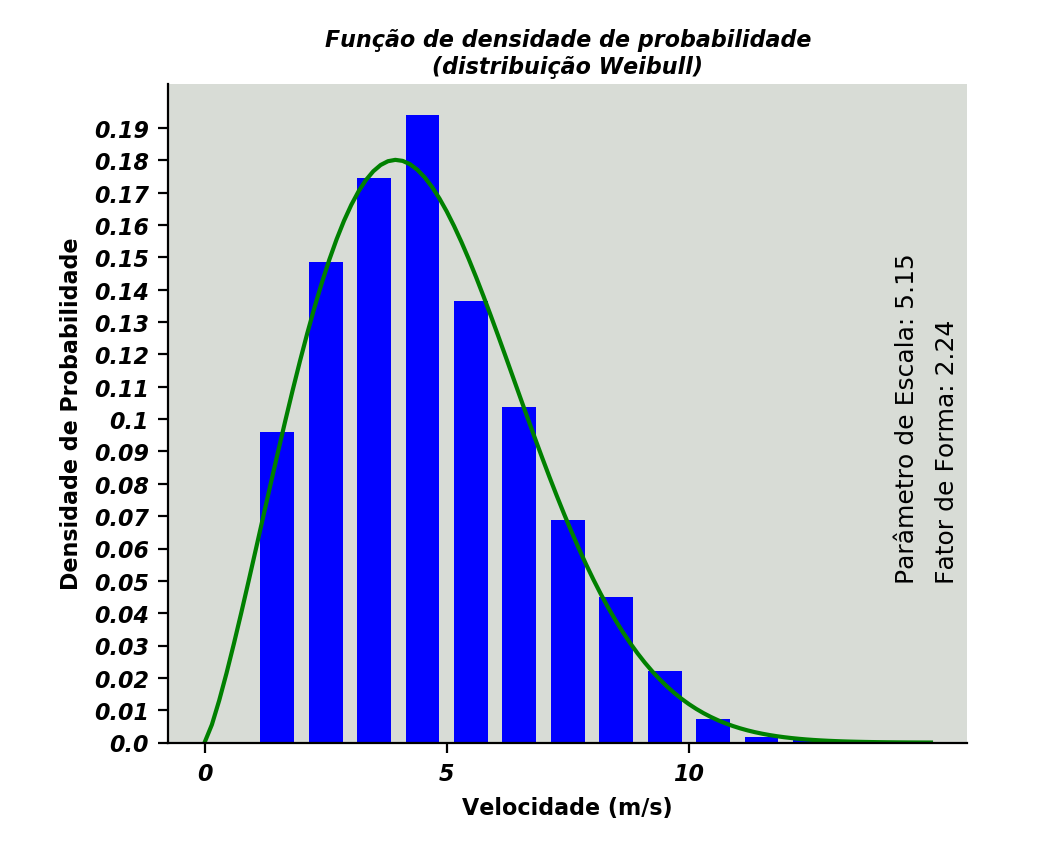 Função de densidade de probabilidade
(distribuição Weibull)
Densidade de Probabilidade
0.19
0.18
0.17
0.16
0.15
0.14
0.13
0.12
0.11
0.1
0.09
0.08
0.07
0.06
0.05
0.04
0.03
0.02
0.01
0.0
Parâmetro de Escala: 5.15
Fator de Forma: 2.24
0 5 10
Velocidade (m/s)